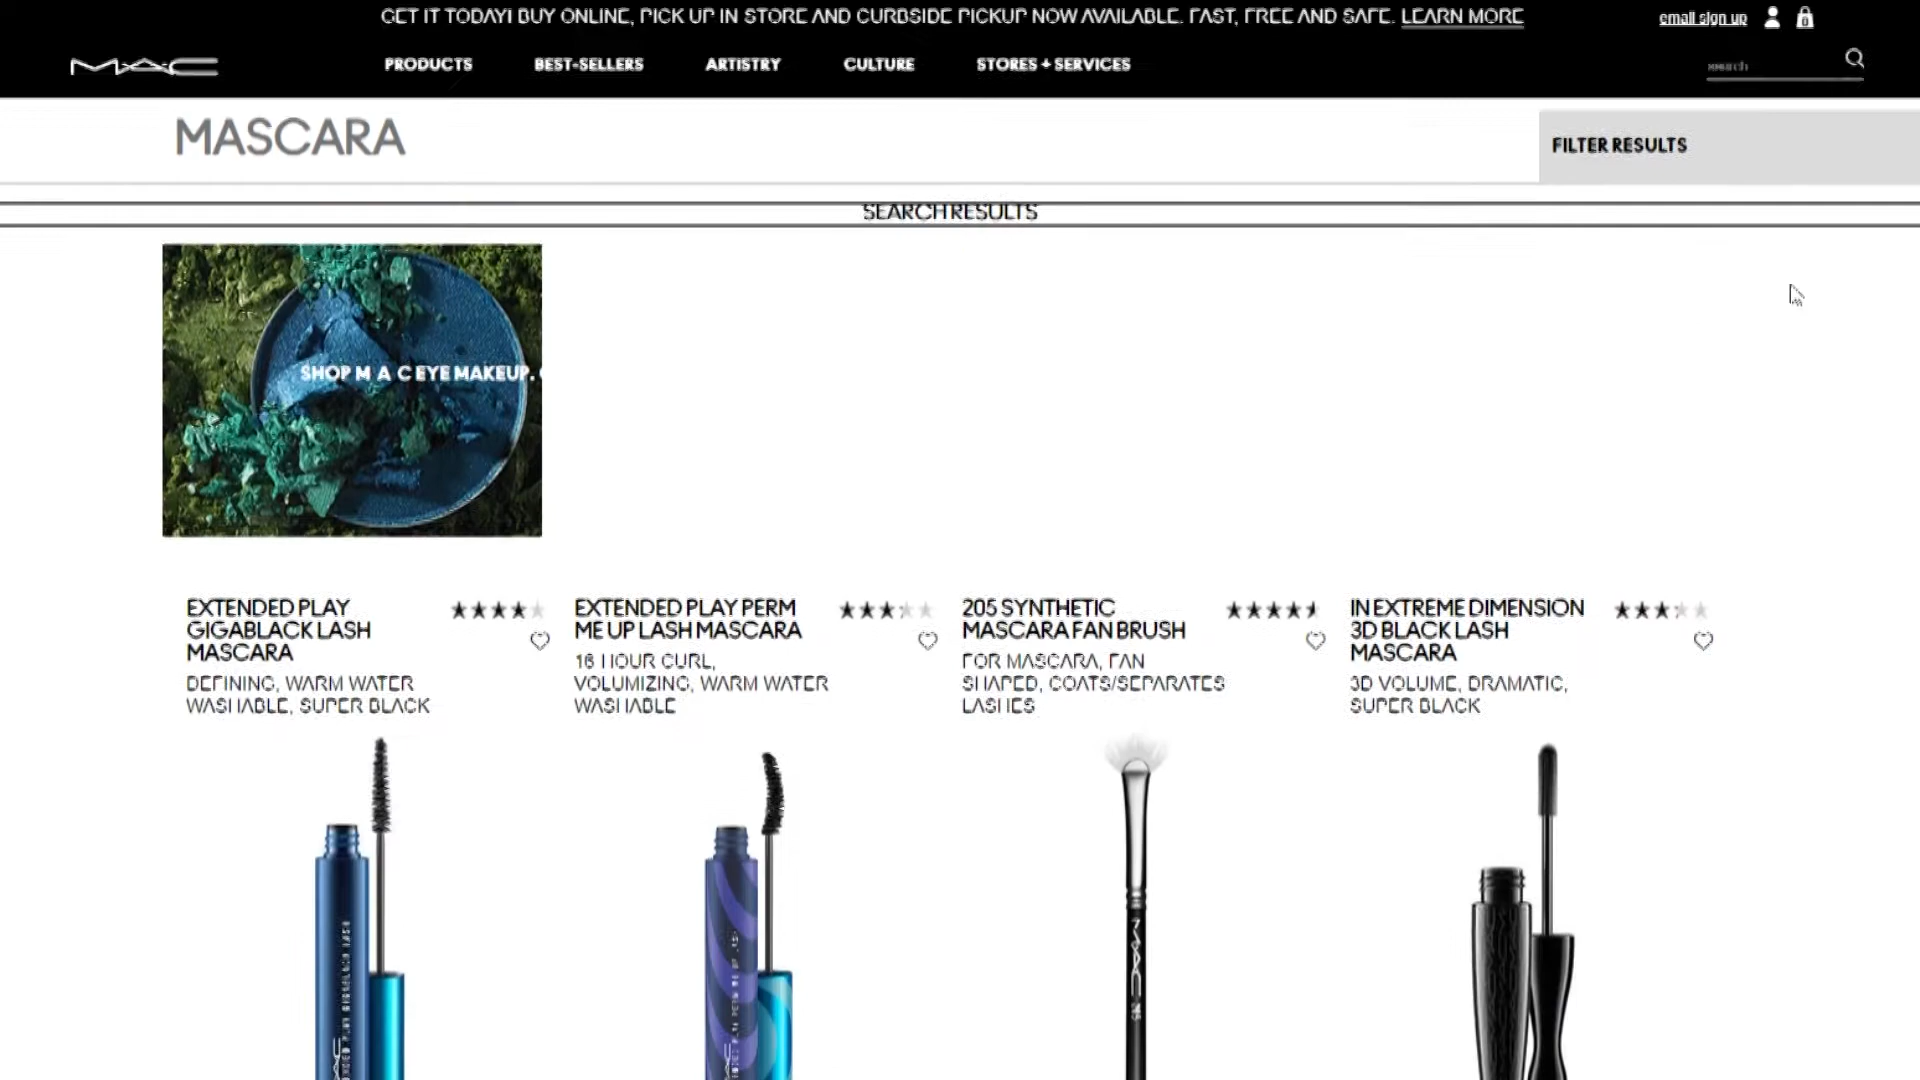 GET IT TODAY! BUY ONLINE, PICK UP IN STORE AND CURBSIDE PICKUP NOW AVAILABLE. FAST, FREE AND SAFE. LEARN MORE
email sign up
0
MAC
PRODUCTS BEST-SELLERS ARTISTRY CULTURE STORES + SERVICES
search
MASCARA
FILTER RESULTS
SEARCH RESULTS
SHOP M A C EYE MAKEUP.
EXTENDED PLAY
GIGABLACK LASH
MASCARA
DEFINING, WARM WATER
WASHABLE, SUPER BLACK
EXTENDED PLAY PERM
ME UP LASH MASCARA
16 HOUR CURL,
VOLUMIZING, WARM WATER
WASHABLE
205 SYNTHETIC
MASCARA FAN BRUSH
FOR MASCARA, FAN
SHAPED, COATS/SEPARATES
LASHES
IN EXTREME DIMENSION
3D BLACK LASH
MASCARA
3D VOLUME, DRAMATIC,
SUPER BLACK
MAC